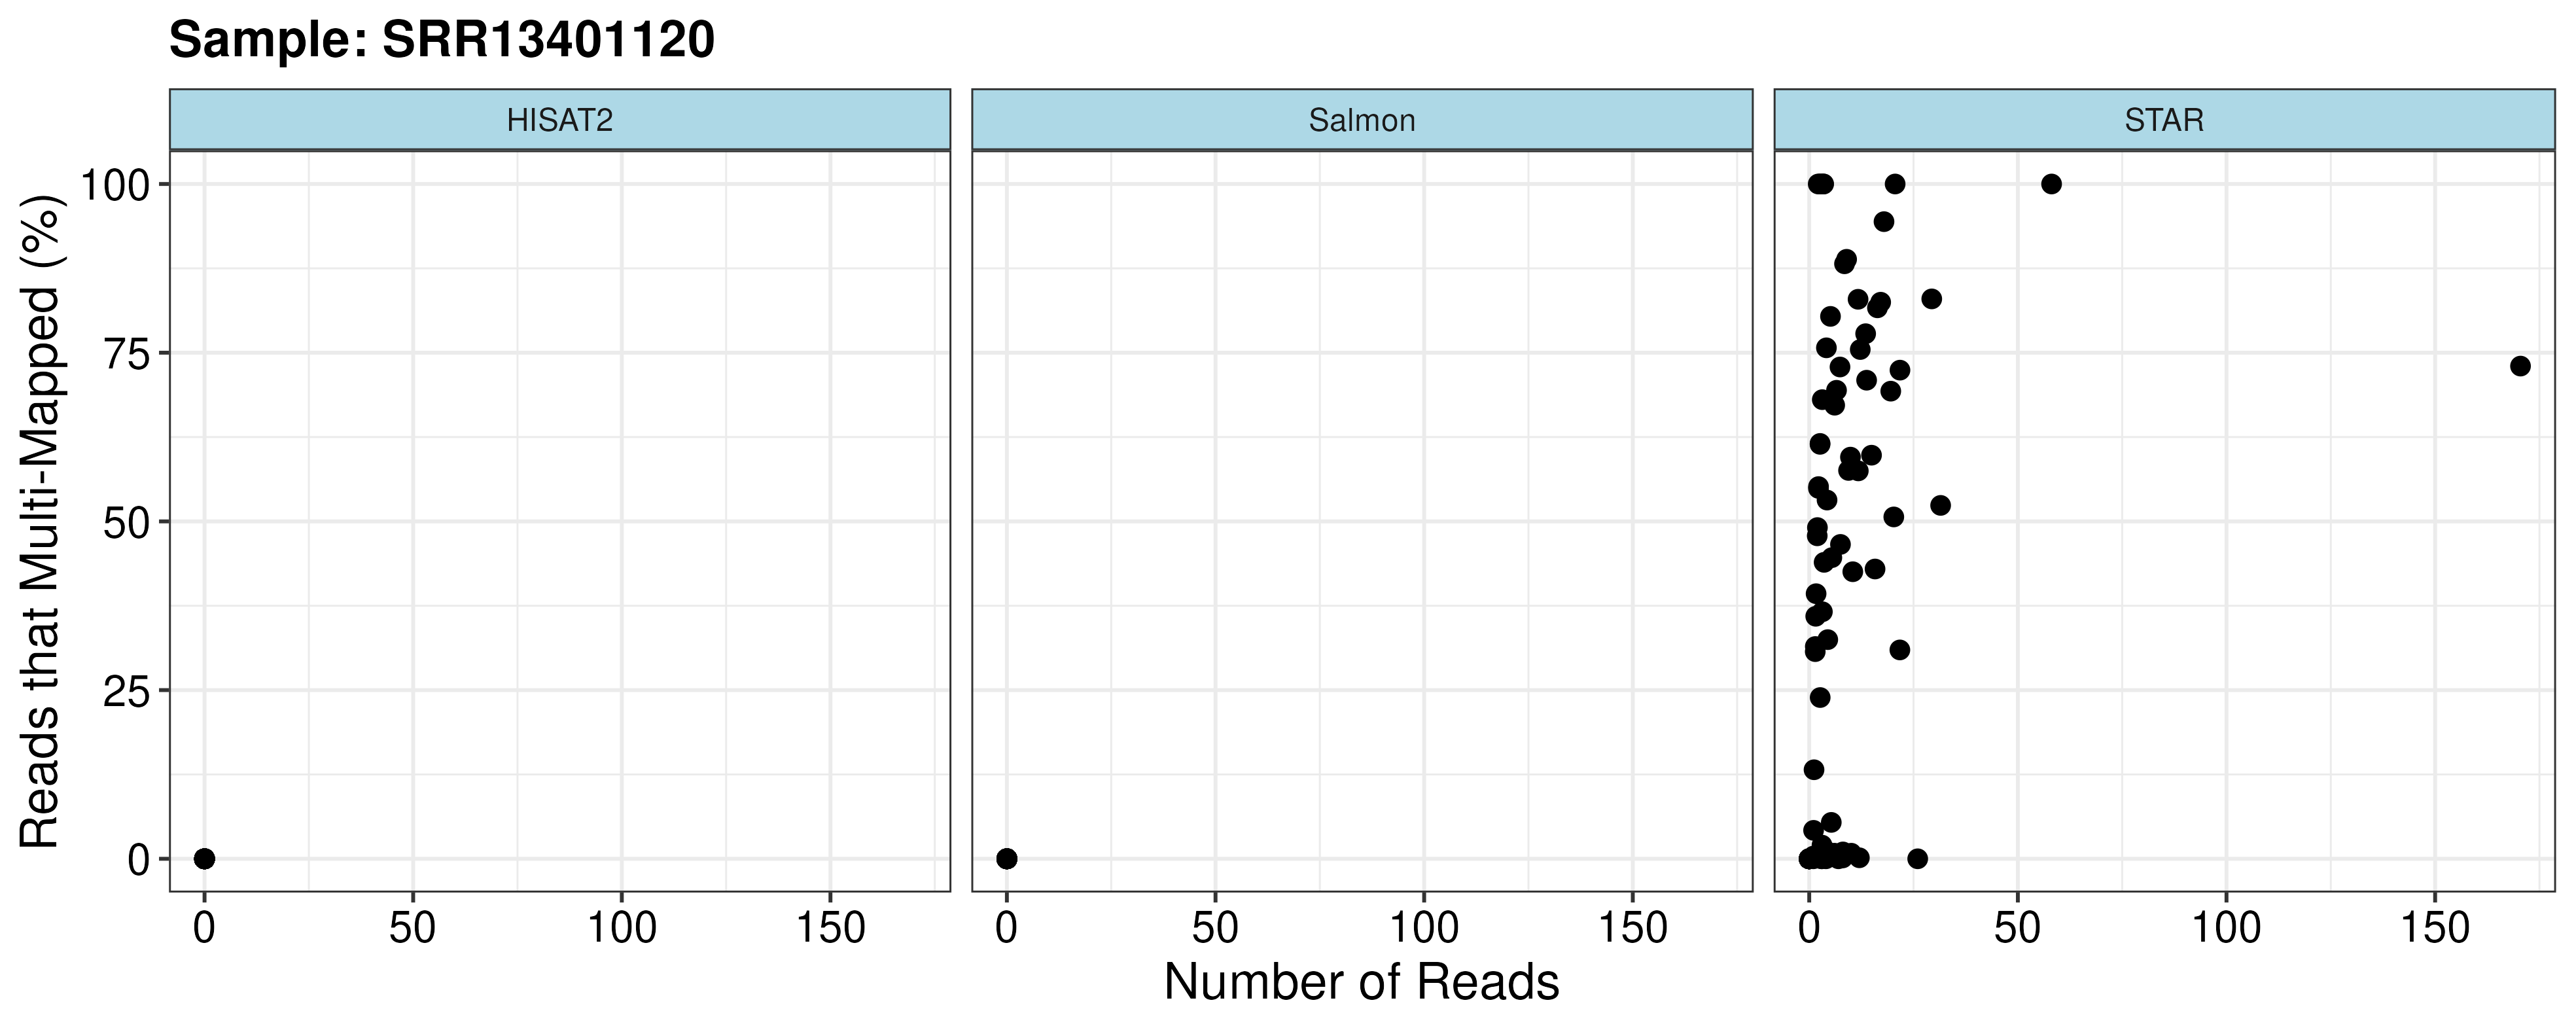 Sample: SRR13401120
HISAT2 Salmon STAR
Reads that Multi-Mapped (%)
100
75
50
25
0
0 50 100 150 0 50 100 150 0 50 100 150
Number of Reads